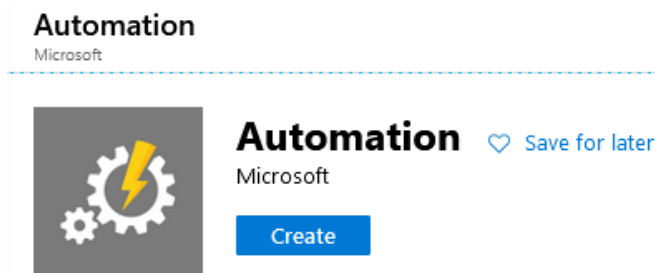 Automation
Microsoft
Automation
Save for later
Microsoft
Create